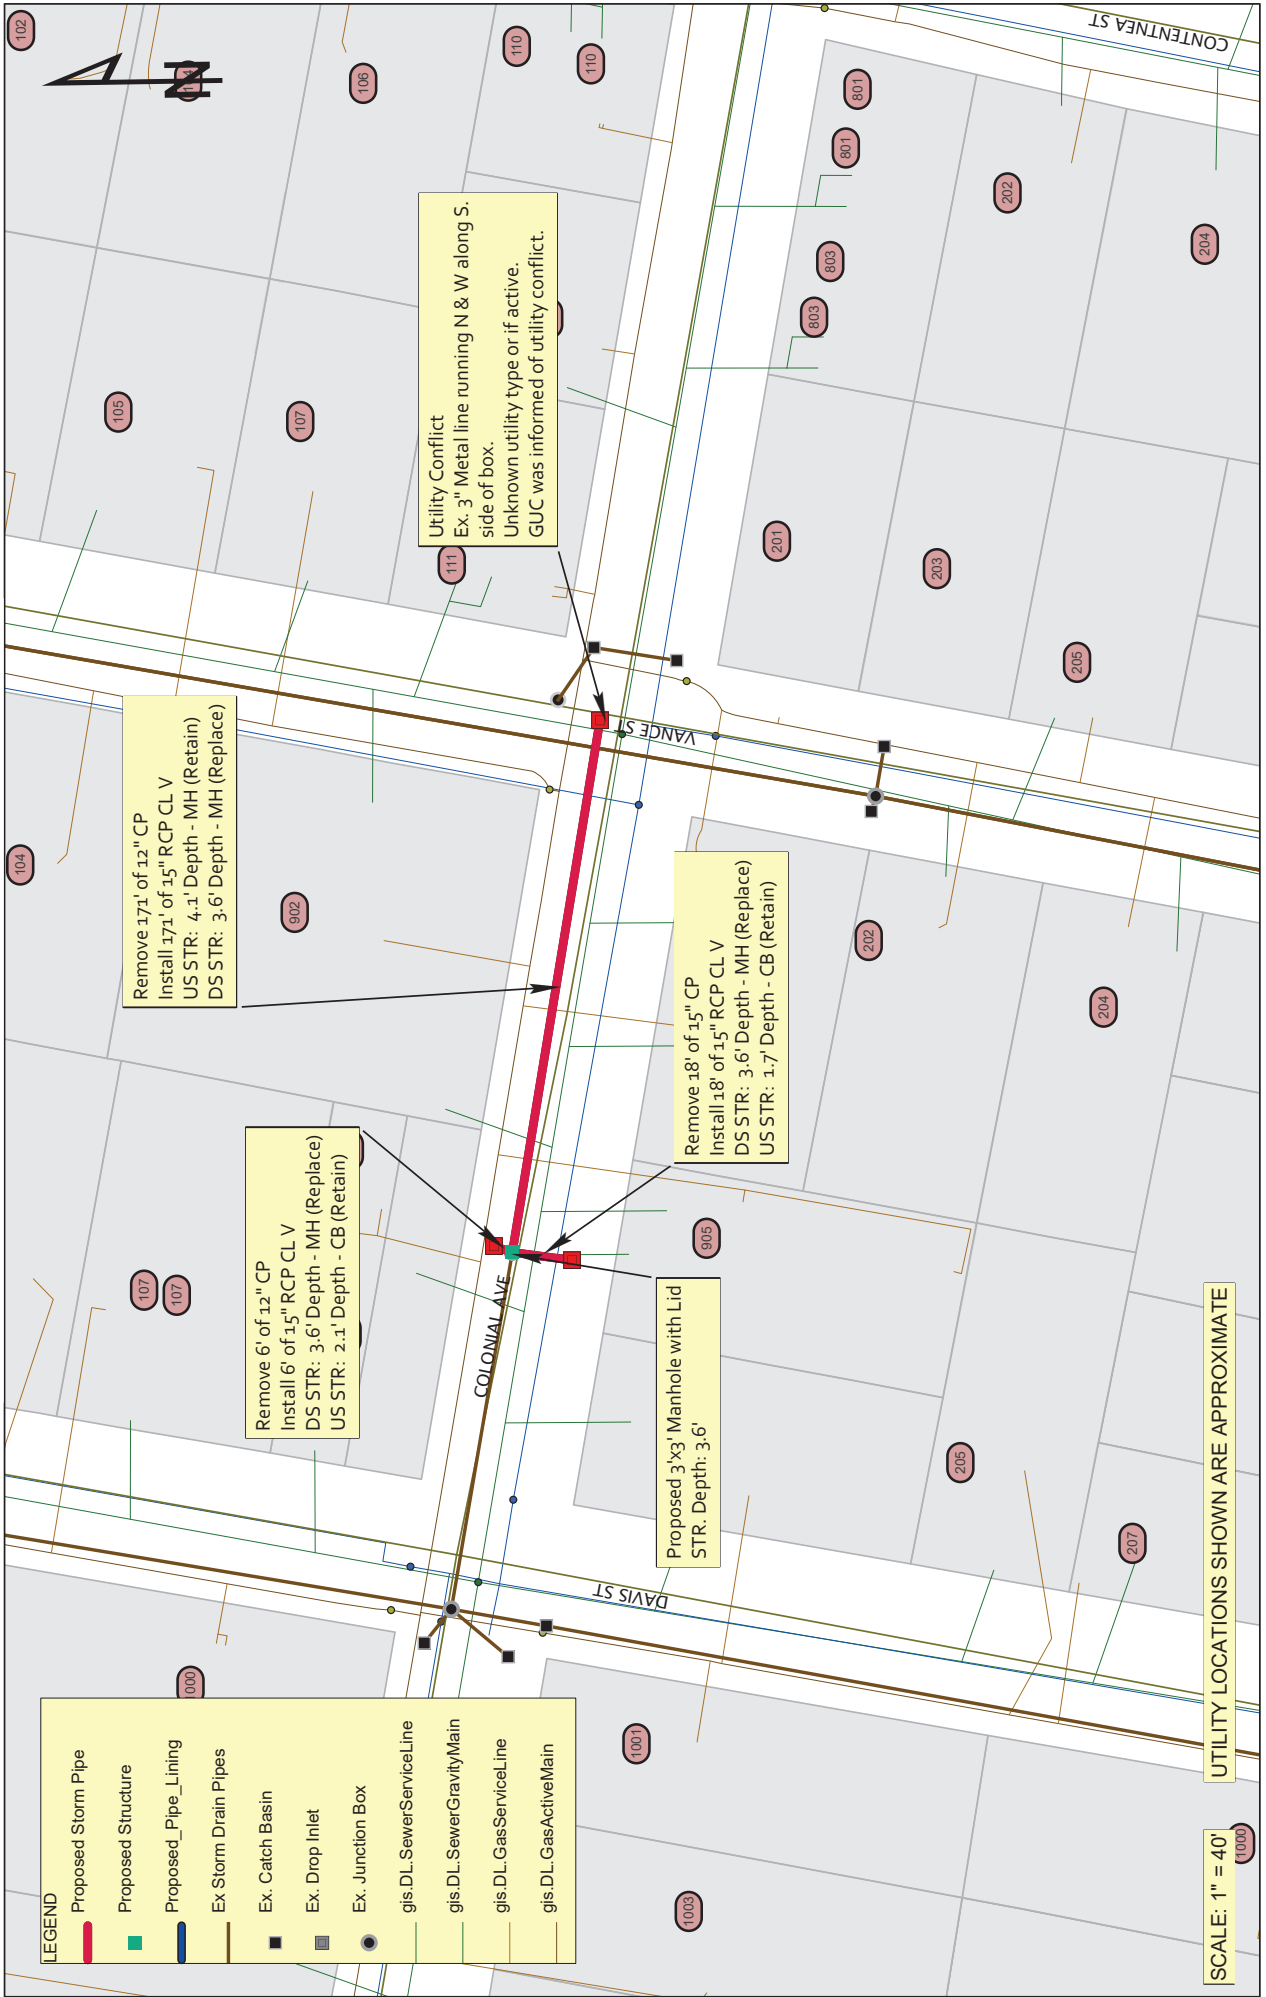 LEGEND
Proposed Storm Pipe
Proposed Structure
Proposed_Pipe_Lining
Ex Storm Drain Pipes
Ex. Catch Basin
Ex. Drop Inlet
Ex. Junction Box
gis.DL.SewerServiceLine
gis.DL.SewerGravityMain
gis.DL.GasServiceLine
gis.DL.GasActiveMain
Remove 6' of 12" CP
Install 6' of 15" RCP CL V
DS STR: 3.6' Depth - MH (Replace)
US STR: 2.1' Depth - CB (Retain)
Remove 171' of 12" CP
Install 171' of 15" RCP CL V
US STR: 4.1' Depth - MH (Retain)
DS STR: 3.6' Depth - MH (Replace)
Utility Conflict
Ex. 3" Metal line running N & W along S.
side of box.
Unknown utility type or if active.
GUC was informed of utility conflict.
Proposed 3'x3' Manhole with Lid
STR. Depth: 3.6'
Remove 18' of 15" CP
Install 18' of 15" RCP CL V
DS STR: 3.6' Depth - MH (Replace)
US STR: 1.7' Depth - CB (Retain)
COLONIAL AVE
DAVIS ST
VANCE ST
CONTENTNEA ST
N
102
104
106
110
110
105
107
111
104
902
107
107
1000
1001
1003
1000
905
205
207
202
204
201
203
205
801
801
803
803
202
204
SCALE: 1" = 40'
UTILITY LOCATIONS SHOWN ARE APPROXIMATE